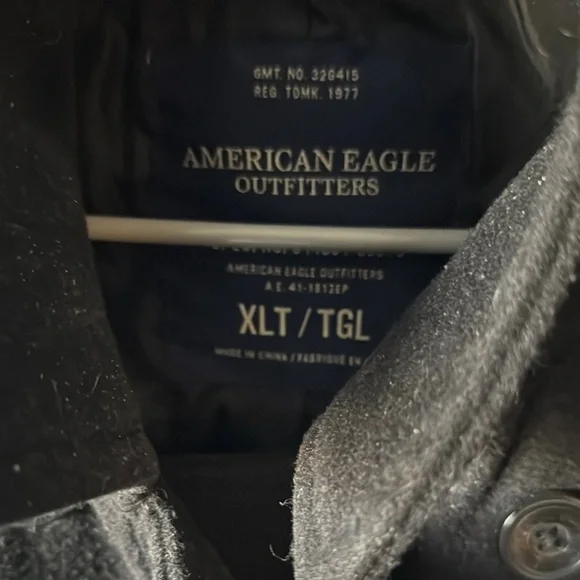 GMT. NO. 32G415
REG. TDMK. 1977
AMERICAN EAGLE
OUTFITTERS
AMERICAN EAGLE OUTFITTERS
A.E. 41-1812EP
XLT / TGL
MADE IN CHINA / FABRIQUÉ EN